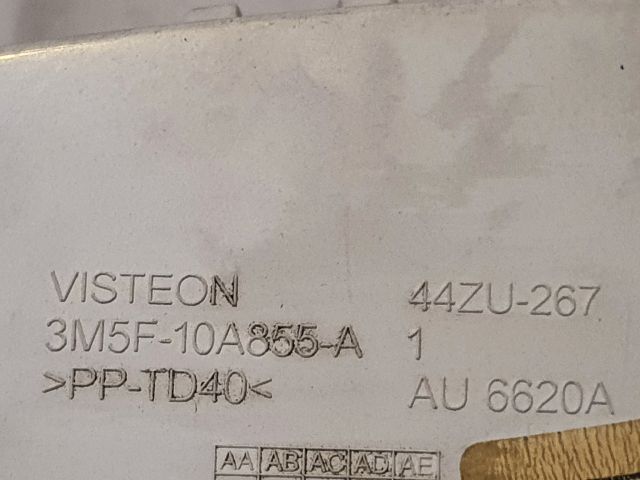 VISTEON 44ZU-267
3M5F-10A855-A 1
>PP-TD40< AU 6620A
AA AB AC AD AE